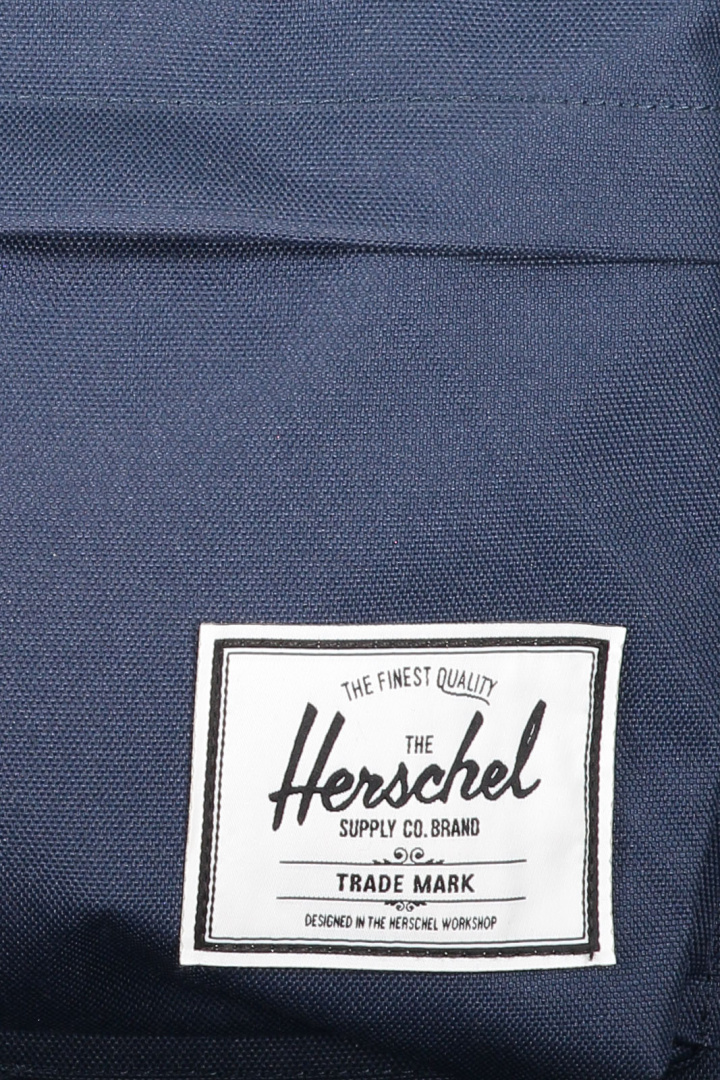 THE FINEST QUALITY
THE
Herschel
SUPPLY CO. BRAND
TRADE MARK
DESIGNED IN THE HERSCHEL WORKSHOP